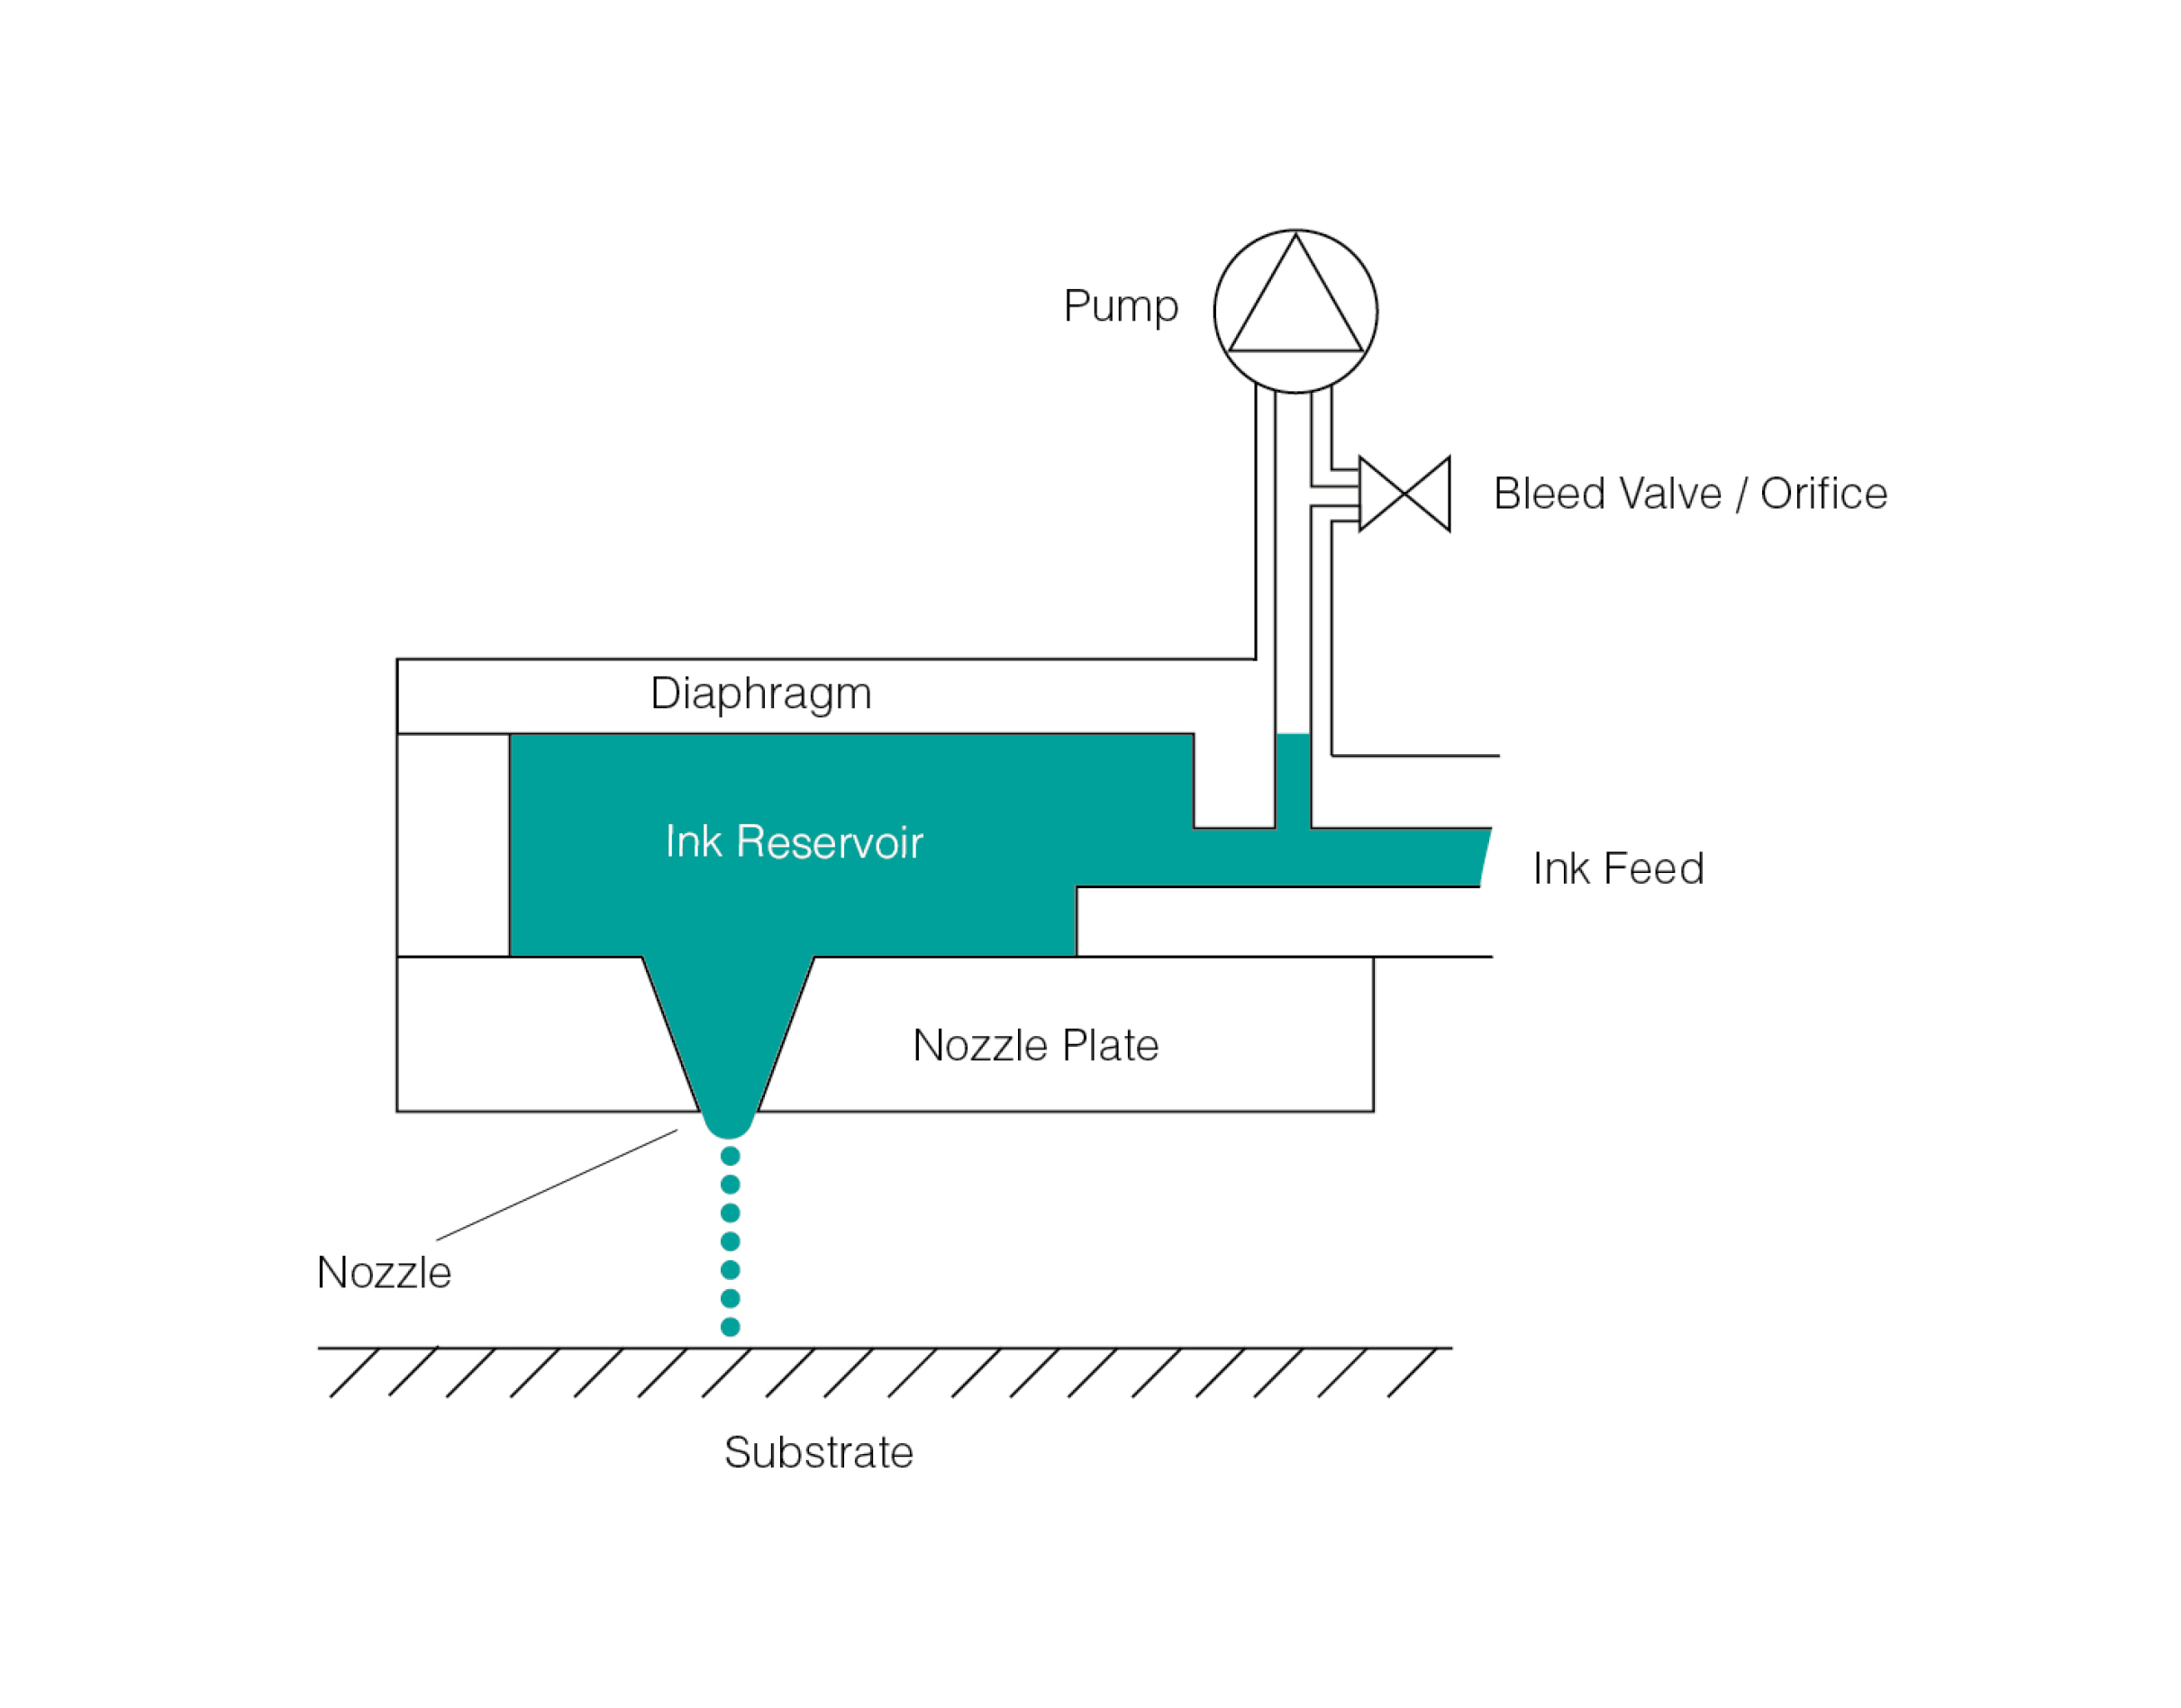 Pump
Bleed Valve / Orifice
Diaphragm
Ink Reservoir
Ink Feed
Nozzle Plate
Nozzle
Substrate